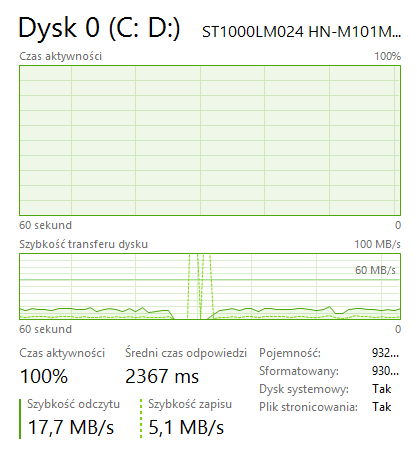 Dysk 0 (C: D:) ST1000LM024 HN-M101M...
Czas aktywności 100%
60 sekund 0
Szybkość transferu dysku 100 MB/s
60 MB/s
60 sekund 0
Czas aktywności Średni czas odpowiedzi
100% 2367 ms
Szybkość odczytu Szybkość zapisu
17,7 MB/s 5,1 MB/s
Pojemność: 932...
Sformatowany: 930...
Dysk systemowy: Tak
Plik stronicowania: Tak